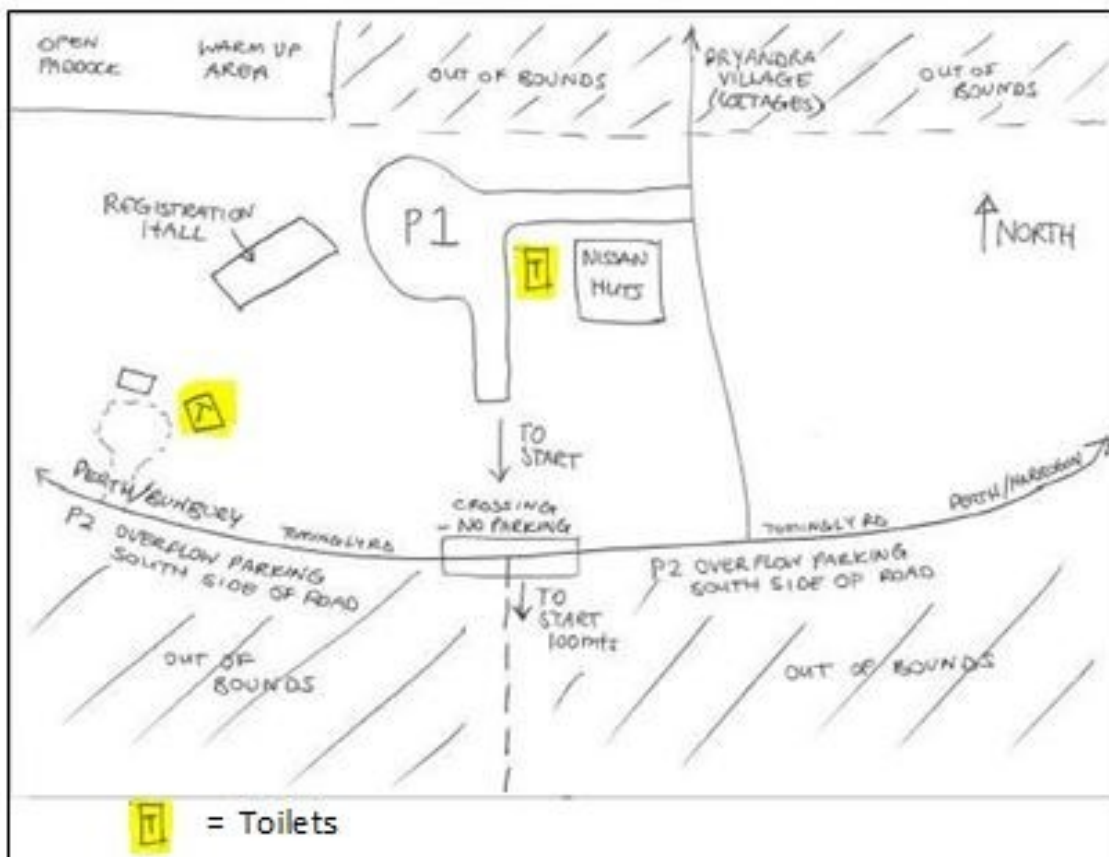 OPEN
PADDOCK
WARM UP
AREA
OUT OF BOUNDS
DRYANDRA
VILLAGE
(COTTAGES)
OUT OF
BOUNDS
REGISTRATION
HALL
P1
T
NISSAN
HUTS
NORTH
T
TO
START
CROSSING
- NO PARKING
PERTH/BUNBURY
TOMINGLY RD
TOMINGLY RD
PERTH/NARROGIN
P2 OVERFLOW PARKING
SOUTH SIDE OF ROAD
P2 OVERFLOW PARKING
SOUTH SIDE OF ROAD
TO
START
100mts
OUT OF
BOUNDS
OUT OF BOUNDS
T = Toilets